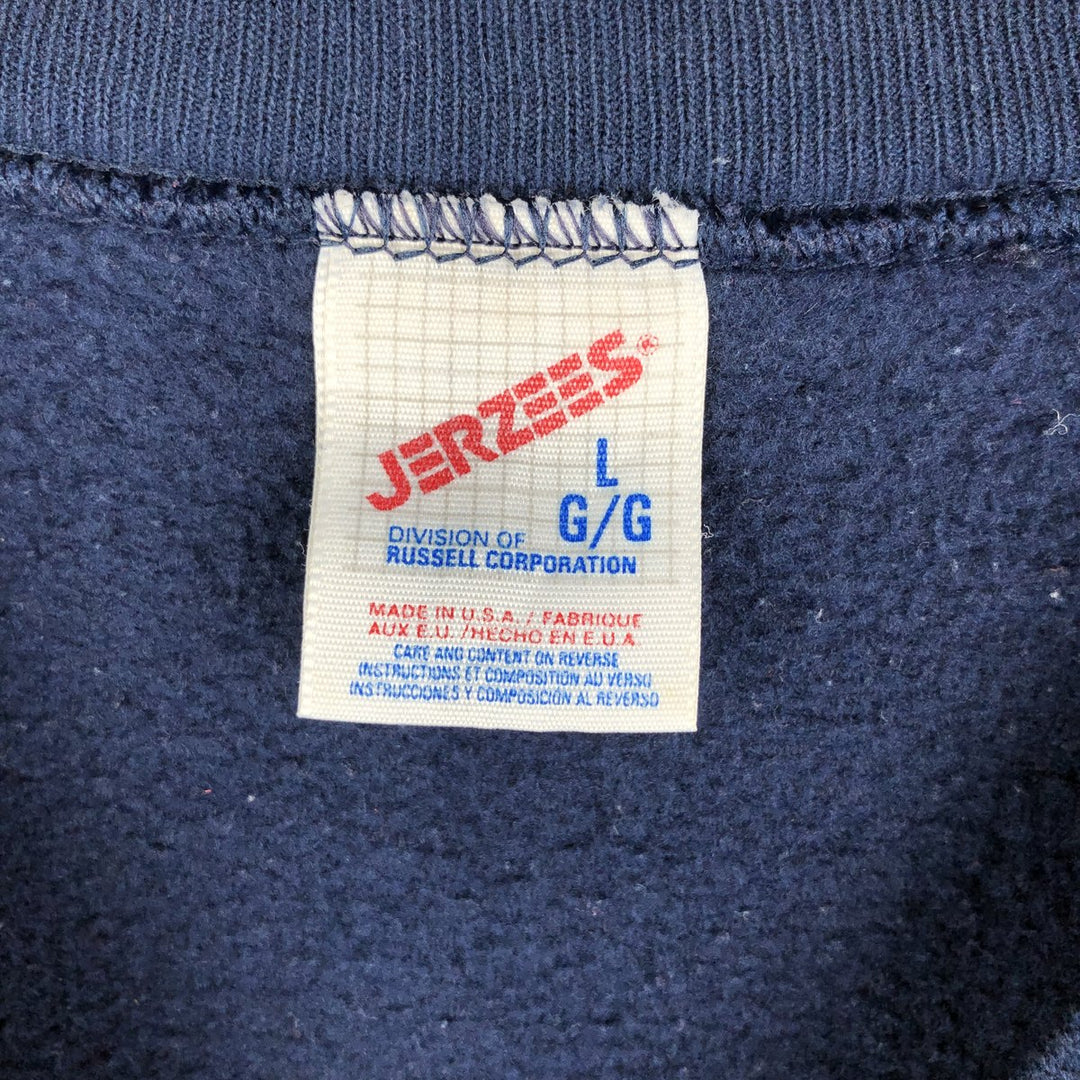 JERZEES®
L
G/G
DIVISION OF
RUSSELL CORPORATION
MADE IN U.S.A. / FABRIQUE
AUX E.U. /HECHO EN E.U.A
CARE AND CONTENT ON REVERSE
INSTRUCTIONS ET COMPOSITION AU VERSO
INSTRUCCIONES Y COMPOSICIÓN AL REVERSO